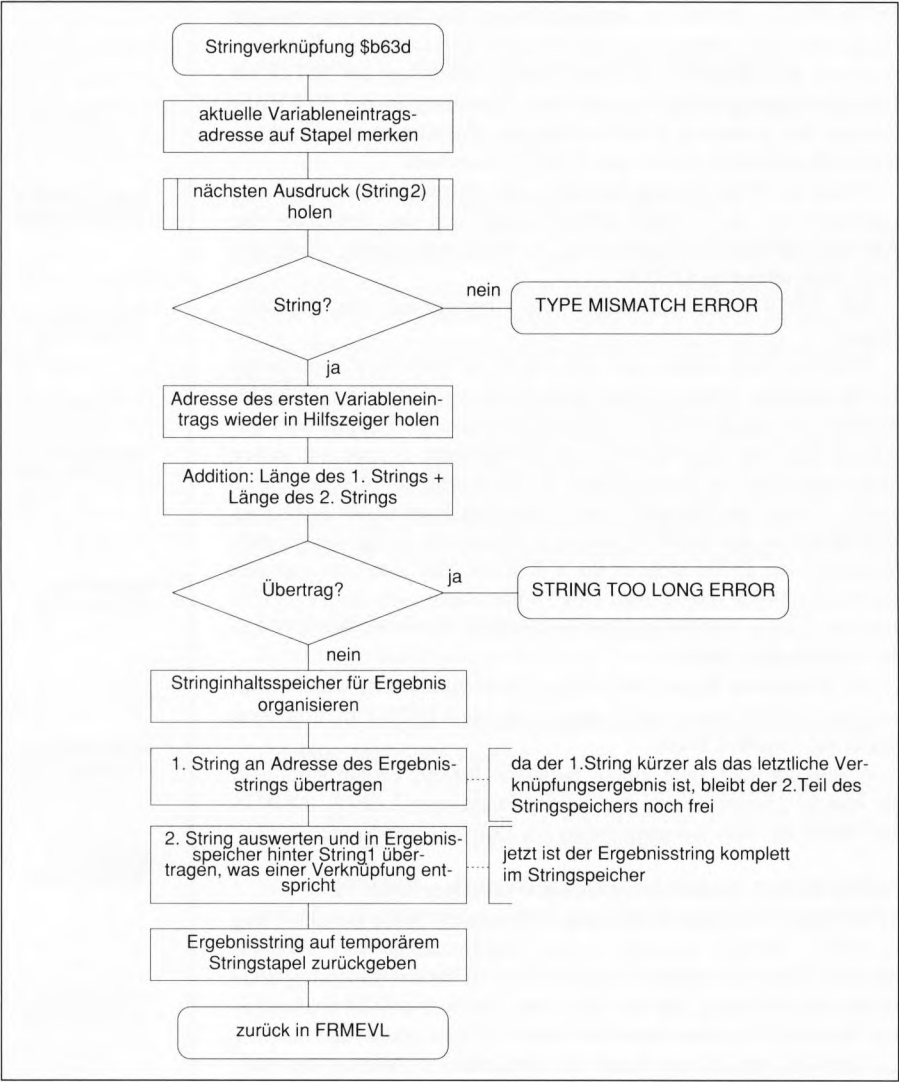 Stringverknüpfung $b63d
aktuelle Variableneintrags-
adresse auf Stapel merken
nächsten Ausdruck (String2)
holen
String?
nein
TYPE MISMATCH ERROR
ja
Adresse des ersten Variablenein-
trags wieder in Hilfszeiger holen
Addition: Länge des 1. Strings +
Länge des 2. Strings
Übertrag?
ja
STRING TOO LONG ERROR
nein
Stringinhaltsspeicher für Ergebnis
organisieren
1. String an Adresse des Ergebnis-
strings übertragen
da der 1.String kürzer als das letztliche Ver-
knüpfungsergebnis ist, bleibt der 2.Teil des
Stringspeichers noch frei
2. String auswerten und in Ergebnis-
speicher hinter String1 über-
tragen, was einer Verknüpfung ent-
spricht
jetzt ist der Ergebnisstring komplett
im Stringspeicher
Ergebnisstring auf temporärem
Stringstapel zurückgeben
zurück in FRMEVL